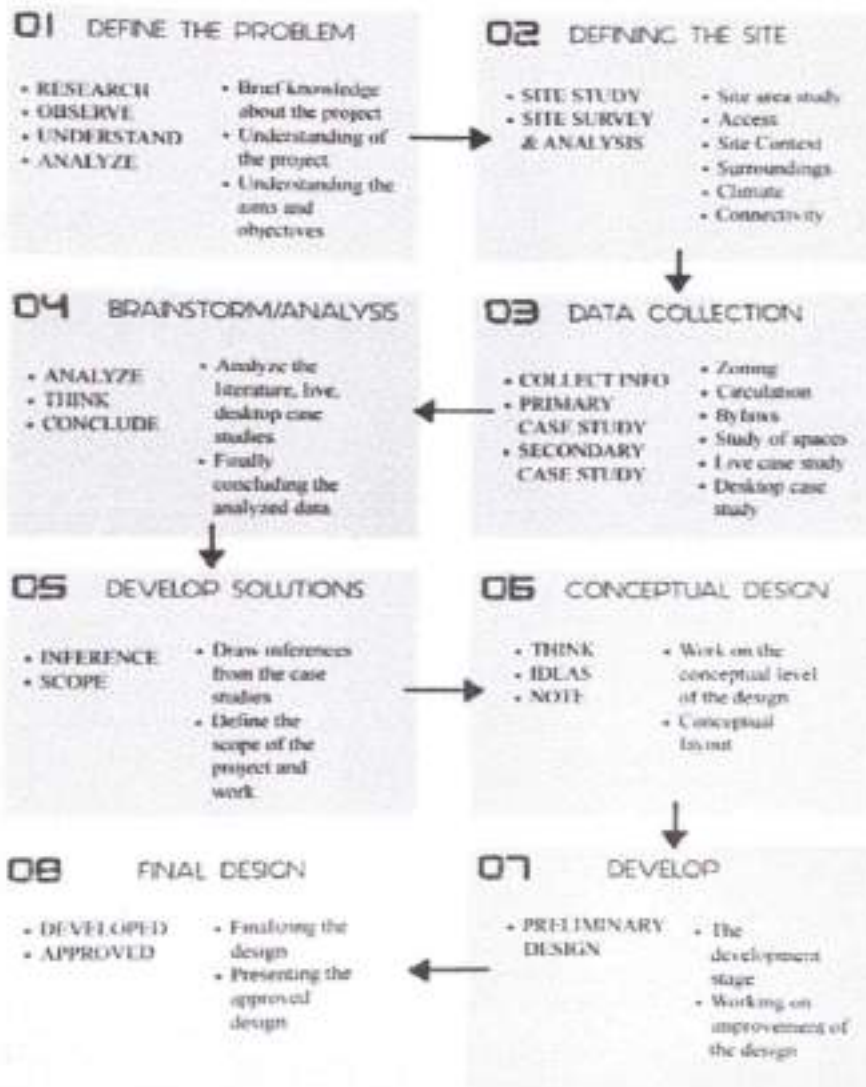 01 DEFINE THE PROBLEM
• RESEARCH
• OBSERVE
• UNDERSTAND
• ANALYZE
• Brief knowledge
about the project
• Understanding of
the project
• Understanding the
aims and
objectives
02 DEFINING THE SITE
• SITE STUDY
• SITE SURVEY
& ANALYSIS
• Site area study
• Access
• Site Context
• Surroundings
• Climate
• Connectivity
03 DATA COLLECTION
• COLLECT INFO
• PRIMARY
CASE STUDY
• SECONDARY
CASE STUDY
• Zoning
• Circulation
• Bylaws
• Study of spaces
• Live case study
• Desktop case
study
04 BRAINSTORM/ANALYSIS
• ANALYZE
• THINK
• CONCLUDE
• Analyze the
literature, live,
desktop case
studies
• Finally
concluding the
analyzed data
05 DEVELOP SOLUTIONS
• INFERENCE
• SCOPE
• Draw inferences
from the case
studies
• Define the
scope of the
project and
work
06 CONCEPTUAL DESIGN
• THINK
• IDEAS
• NOTE
• Work on the
conceptual level
of the design
• Conceptual
layout
07 DEVELOP
• PRELIMINARY
DESIGN
• The
development
stage
• Working on
improvement of
the design
08 FINAL DESIGN
• DEVELOPED
• APPROVED
• Finalizing the
design
• Presenting the
approved
design